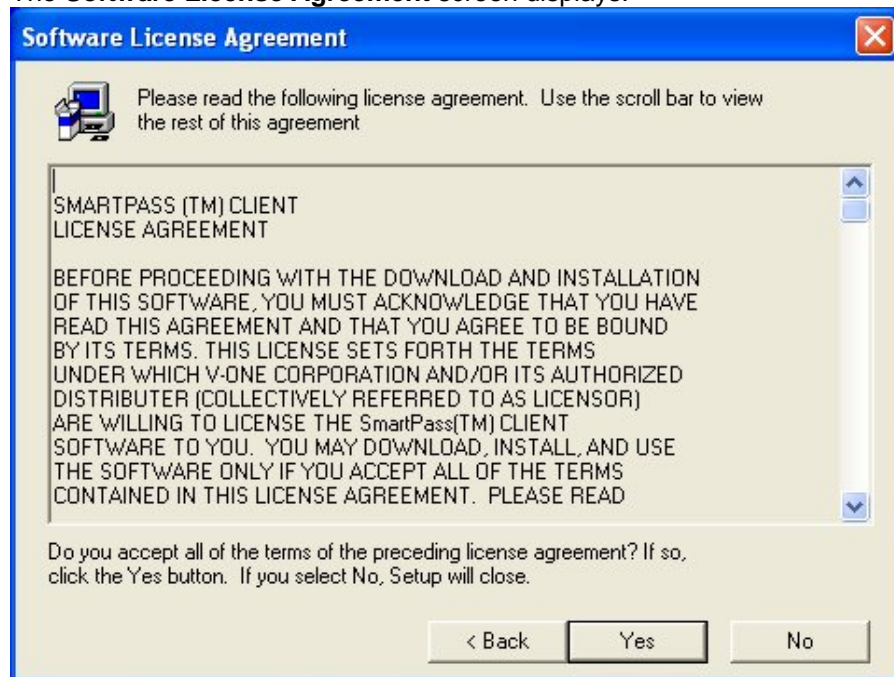 The Software License Agreement screen displays.
Software License Agreement
Please read the following license agreement. Use the scroll bar to view
the rest of this agreement
SMARTPASS (TM) CLIENT
LICENSE AGREEMENT
BEFORE PROCEEDING WITH THE DOWNLOAD AND INSTALLATION
OF THIS SOFTWARE, YOU MUST ACKNOWLEDGE THAT YOU HAVE
READ THIS AGREEMENT AND THAT YOU AGREE TO BE BOUND
BY ITS TERMS. THIS LICENSE SETS FORTH THE TERMS
UNDER WHICH V-ONE CORPORATION AND/OR ITS AUTHORIZED
DISTRIBUTER (COLLECTIVELY REFERRED TO AS LICENSOR)
ARE WILLING TO LICENSE THE SmartPass(TM) CLIENT
SOFTWARE TO YOU. YOU MAY DOWNLOAD, INSTALL, AND USE
THE SOFTWARE ONLY IF YOU ACCEPT ALL OF THE TERMS
CONTAINED IN THIS LICENSE AGREEMENT. PLEASE READ
Do you accept all of the terms of the preceding license agreement? If so,
click the Yes button. If you select No, Setup will close.
< Back Yes No